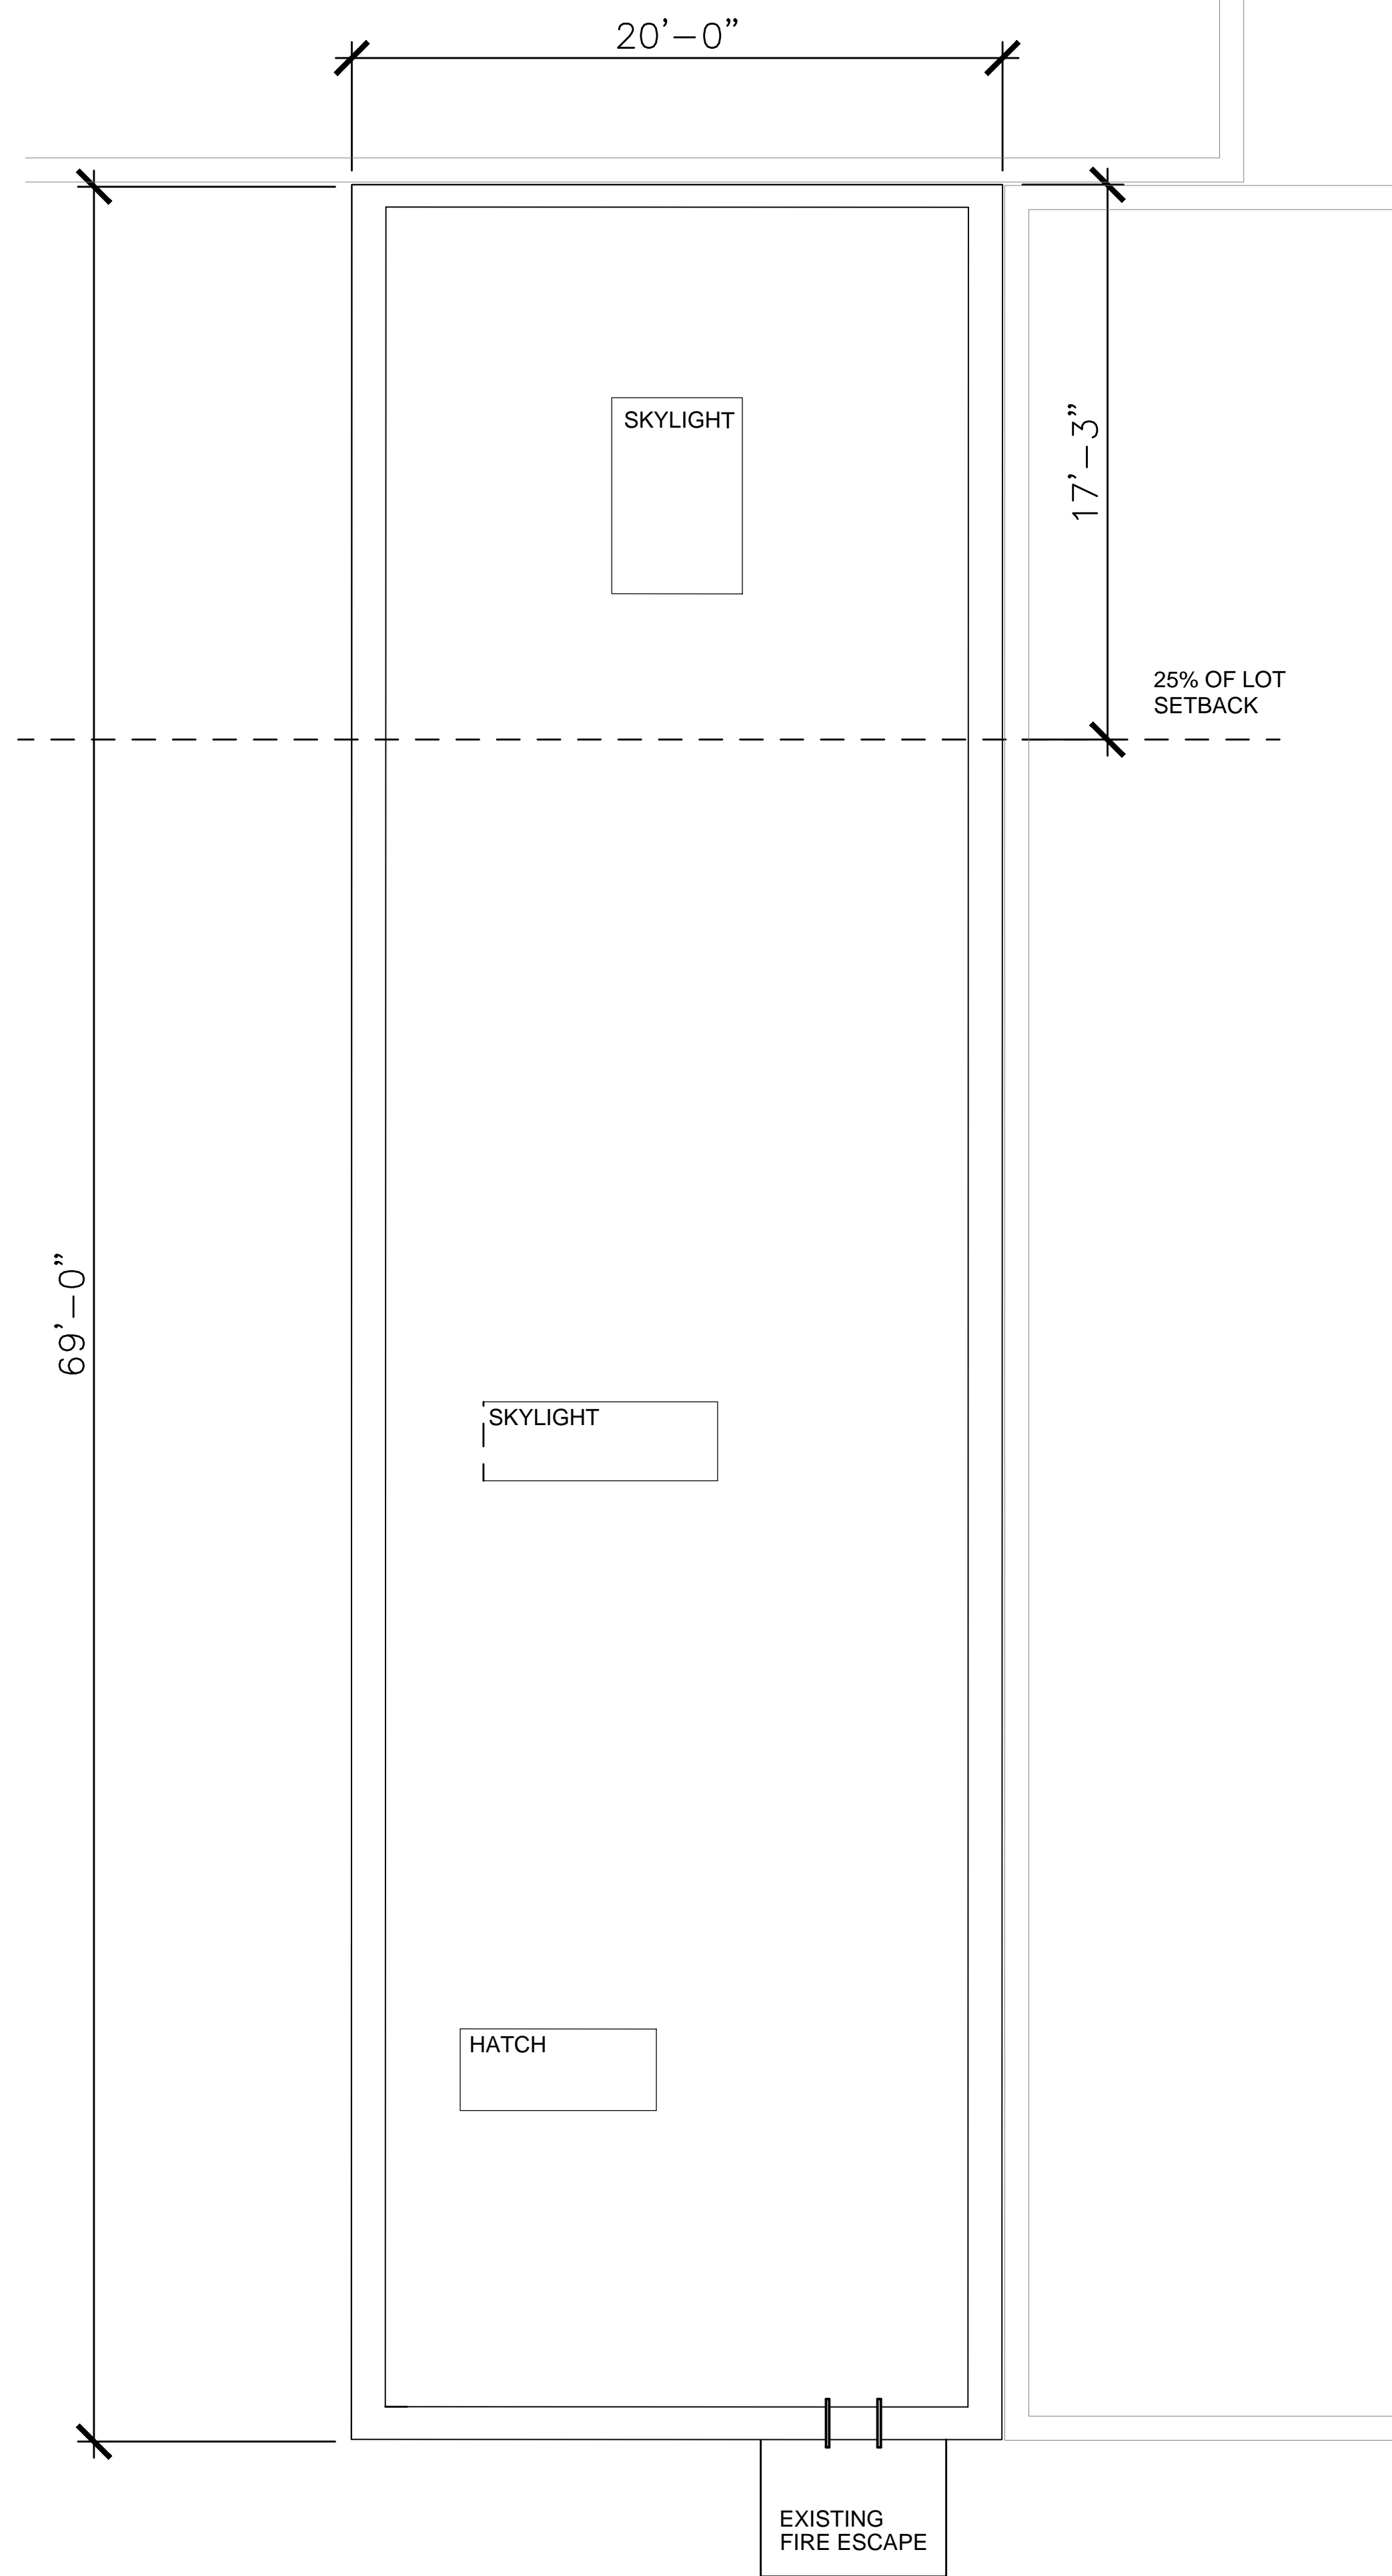 20'-0"
SKYLIGHT
17'-3"
25% OF LOT
SETBACK
69'-0"
SKYLIGHT
HATCH
EXISTING
FIRE ESCAPE